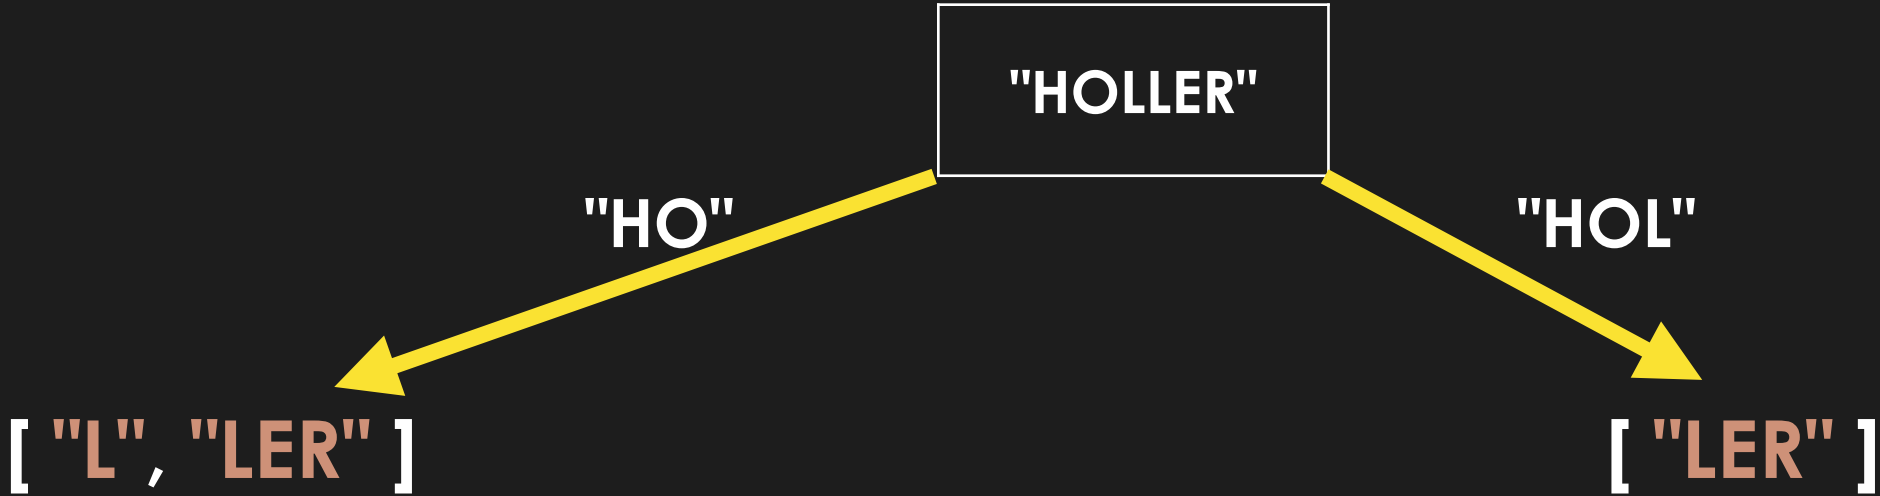 "HOLLER"
"HO"
"HOL"
[ "L", "LER" ]
[ "LER" ]